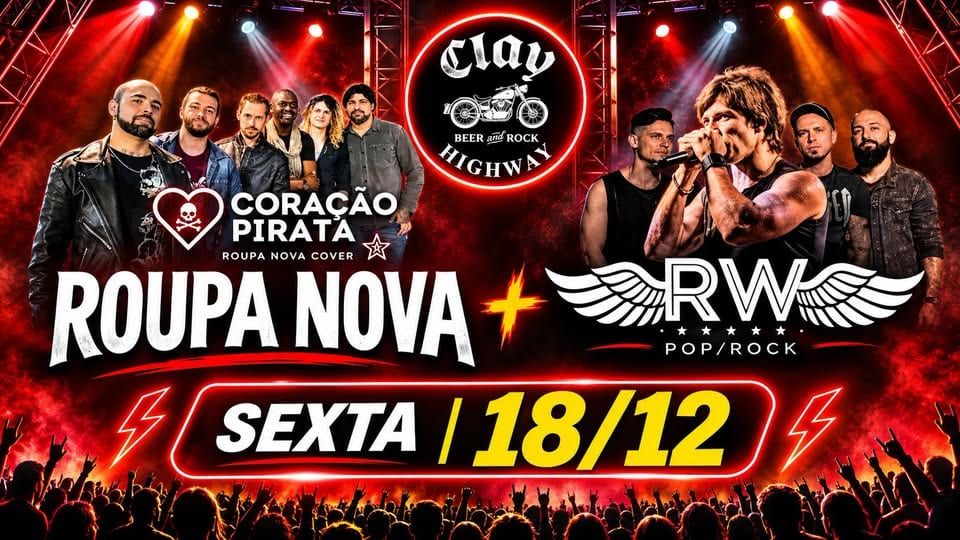 Clay
BEER and ROCK
HIGHWAY
CORAÇÃO
PIRATA
ROUPA NOVA COVER
ROUPA NOVA
+
RW
POP/ROCK
SEXTA | 18/12